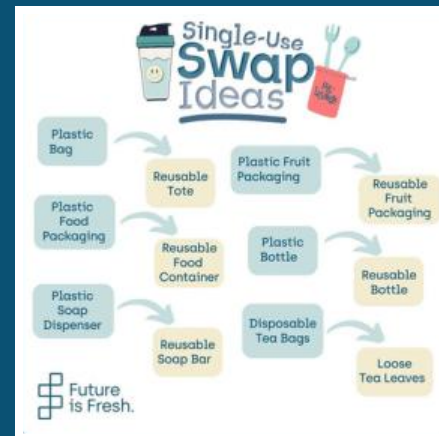 Single-Use
Swap
Ideas
Plastic
Bag
Reusable
Tote
Plastic
Food
Packaging
Reusable
Food
Container
Plastic
Soap
Dispenser
Reusable
Soap Bar
Plastic Fruit
Packaging
Reusable
Fruit
Packaging
Plastic
Bottle
Reusable
Bottle
Disposable
Tea Bags
Loose
Tea Leaves
Future
is Fresh.